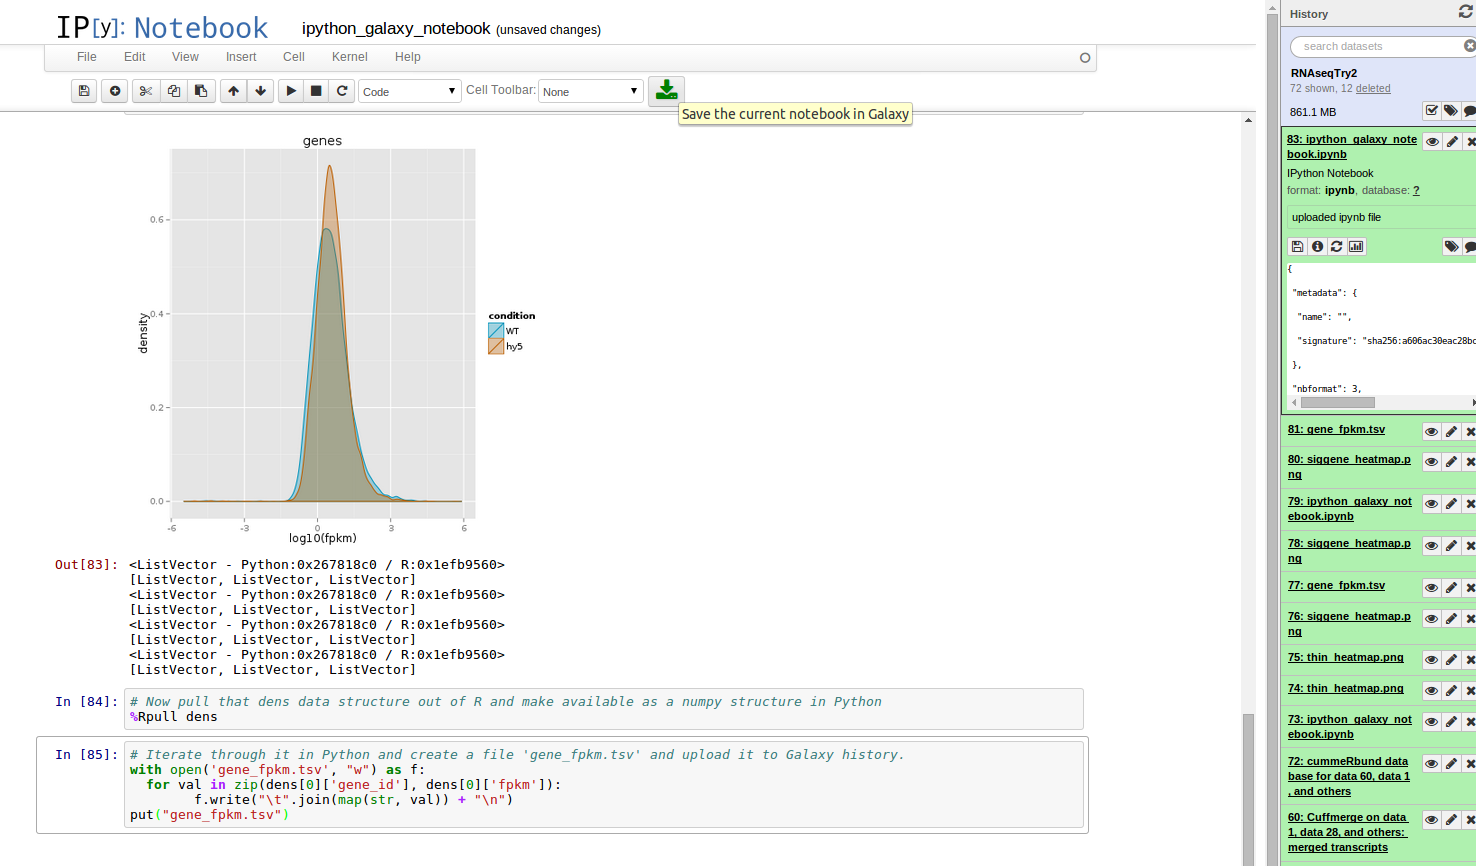 IP[y]: Notebook
ipython_galaxy_notebook (unsaved changes)
File Edit View Insert Cell Kernel Help
Code
Cell Toolbar: None
Save the current notebook in Galaxy
genes
0.6
0.4
0.2
0.0
density
-6 -3 0 3 6
log10(fpkm)
condition
WT
hy5
Out[83]: <ListVector - Python:0x267818c0 / R:0x1efb9560>
[ListVector, ListVector, ListVector]
<ListVector - Python:0x267818c0 / R:0x1efb9560>
[ListVector, ListVector, ListVector]
<ListVector - Python:0x267818c0 / R:0x1efb9560>
[ListVector, ListVector, ListVector]
<ListVector - Python:0x267818c0 / R:0x1efb9560>
[ListVector, ListVector, ListVector]
In [84]: # Now pull that dens data structure out of R and make available as a numpy structure in Python
%Rpull dens
In [85]: # Iterate through it in Python and create a file 'gene_fpkm.tsv' and upload it to Galaxy history.
with open('gene_fpkm.tsv', "w") as f:
for val in zip(dens[0]['gene_id'], dens[0]['fpkm']):
f.write("\t".join(map(str, val)) + "\n")
put("gene_fpkm.tsv")
History
search datasets
RNAseqTry2
72 shown, 12 deleted
861.1 MB
83: ipython_galaxy_note
book.ipynb
IPython Notebook
format: ipynb, database: ?
uploaded ipynb file
{
"metadata": {
"name": "",
"signature": "sha256:a606ac30eac28bc
},
"nbformat": 3,
81: gene_fpkm.tsv
80: siggene_heatmap.p
ng
79: ipython_galaxy_not
ebook.ipynb
78: siggene_heatmap.p
ng
77: gene_fpkm.tsv
76: siggene_heatmap.p
ng
75: thin_heatmap.png
74: thin_heatmap.png
73: ipython_galaxy_not
ebook.ipynb
72: cummeRbund data
base for data 60, data 1
, and others
60: Cuffmerge on data
1, data 28, and others:
merged transcripts